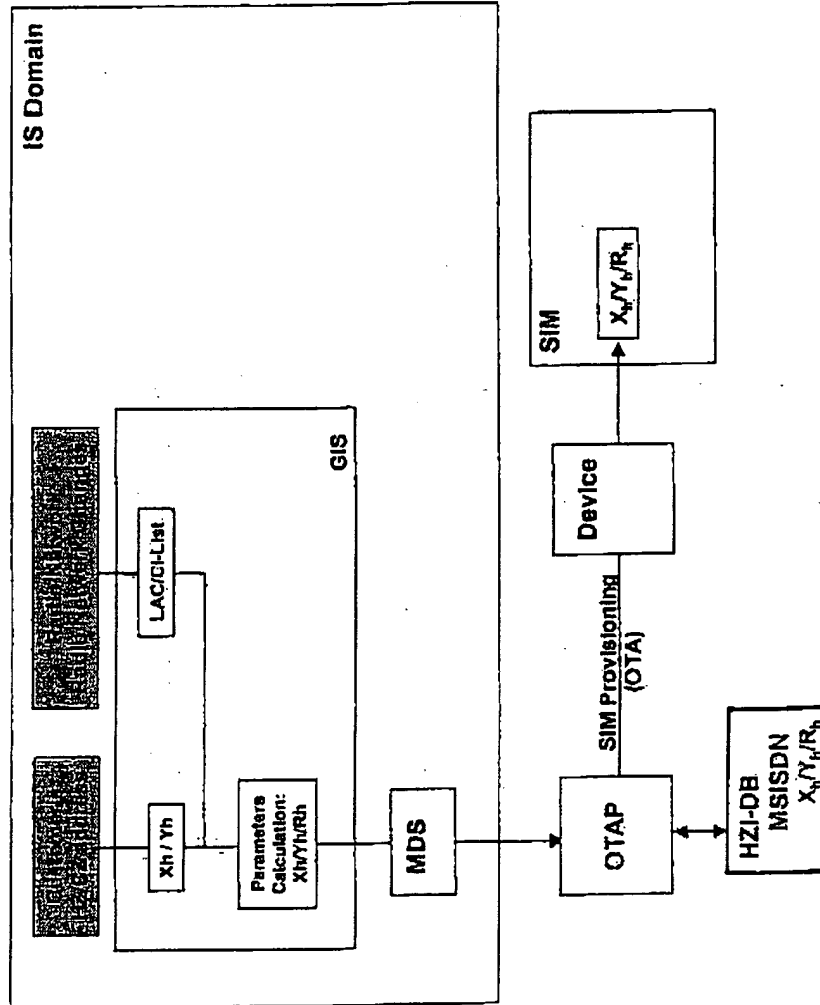 IS Domain
Xh / Yh
LAC/CI-List
GIS
Parameters
Calculation:
Xh/Yh/Rh
MDS
OTAP
SIM Provisioning
(OTA)
Device
SIM
Xh/Yh/Rh
HZI-DB
MSISDN
Xh/Yh/Rh